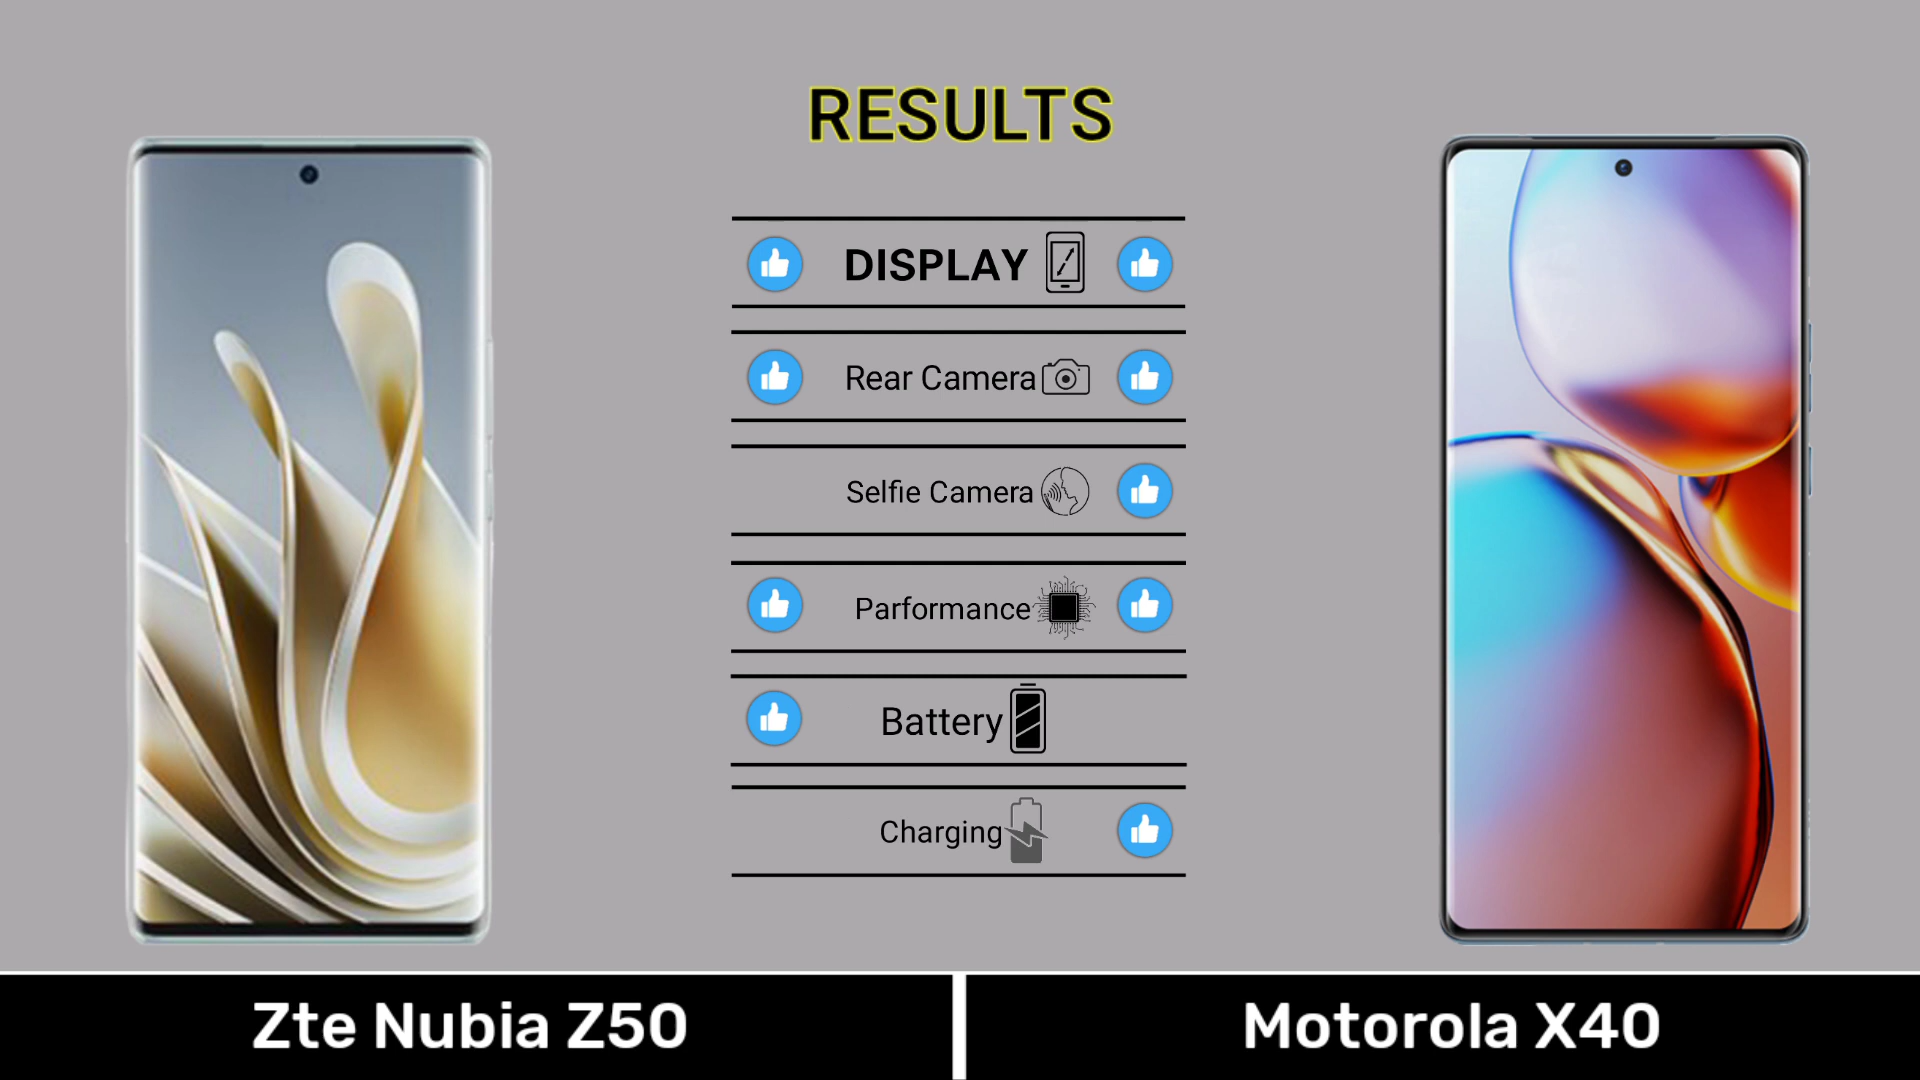 RESULTS
DISPLAY
Rear Camera
Selfie Camera
Parformance
Battery
Charging
Zte Nubia Z50
Motorola X40